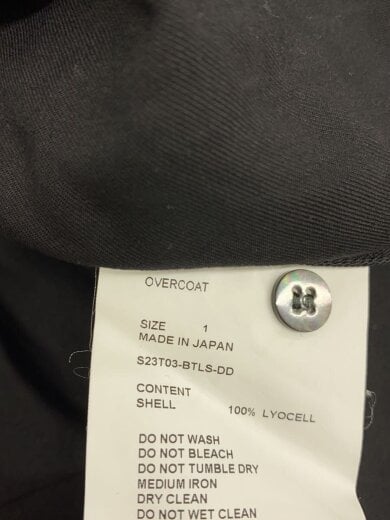 OVERCOAT
SIZE 1
MADE IN JAPAN
S23T03-BTLS-DD
CONTENT
SHELL 100% LYOCELL
DO NOT WASH
DO NOT BLEACH
DO NOT TUMBLE DRY
MEDIUM IRON
DRY CLEAN
DO NOT WET CLEAN